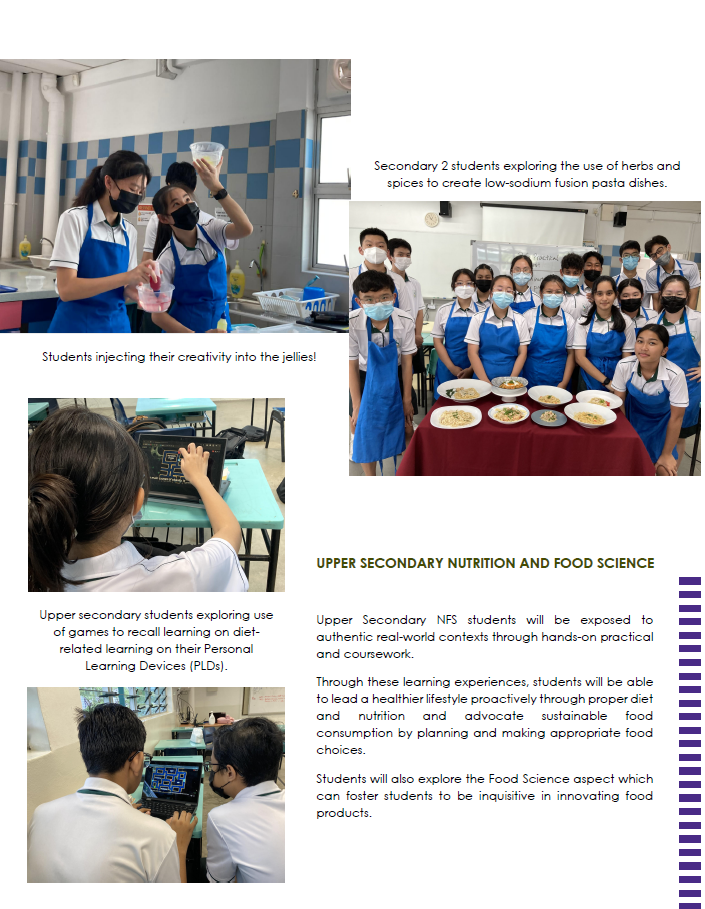 Secondary 2 students exploring the use of herbs and
spices to create low-sodium fusion pasta dishes.
Students injecting their creativity into the jellies!
UPPER SECONDARY NUTRITION AND FOOD SCIENCE
Upper secondary students exploring use
of games to recall learning on diet-
related learning on their Personal
Learning Devices (PLDs).
Upper Secondary NFS students will be exposed to
authentic real-world contexts through hands-on practical
and coursework.
Through these learning experiences, students will be able
to lead a healthier lifestyle proactively through proper diet
and nutrition and advocate sustainable food
consumption by planning and making appropriate food
choices.
Students will also explore the Food Science aspect which
can foster students to be inquisitive in innovating food
products.